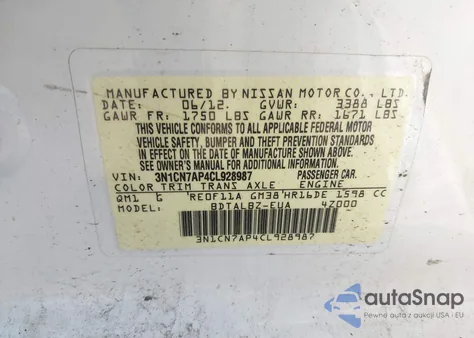 MANUFACTURED BY NISSAN MOTOR CO., LTD.
DATE: 06/12. GVWR: 3388 LBS
GAWR FR: 1750 LBS GAWR RR: 1671 LBS
THIS VEHICLE CONFORMS TO ALL APPLICABLE FEDERAL MOTOR
VEHICLE SAFETY, BUMPER AND THEFT PREVENTION STANDARDS
IN EFFECT ON THE DATE OF MANUFACTURE SHOWN ABOVE.
SEE OWNER'S MANUAL FOR ADDITIONAL INFORMATION.
VIN: 3N1CN7AP4CL928987 PASSENGER CAR.
COLOR TRIM TRANS AXLE ENGINE
QM1 G RE0F11A GM38 HR16DE 1598 CC
BDTALBZ-EUA 4Z000
3N1CN7AP4CL928987
autoSnap
Pewne auta z aukcji USA i EU